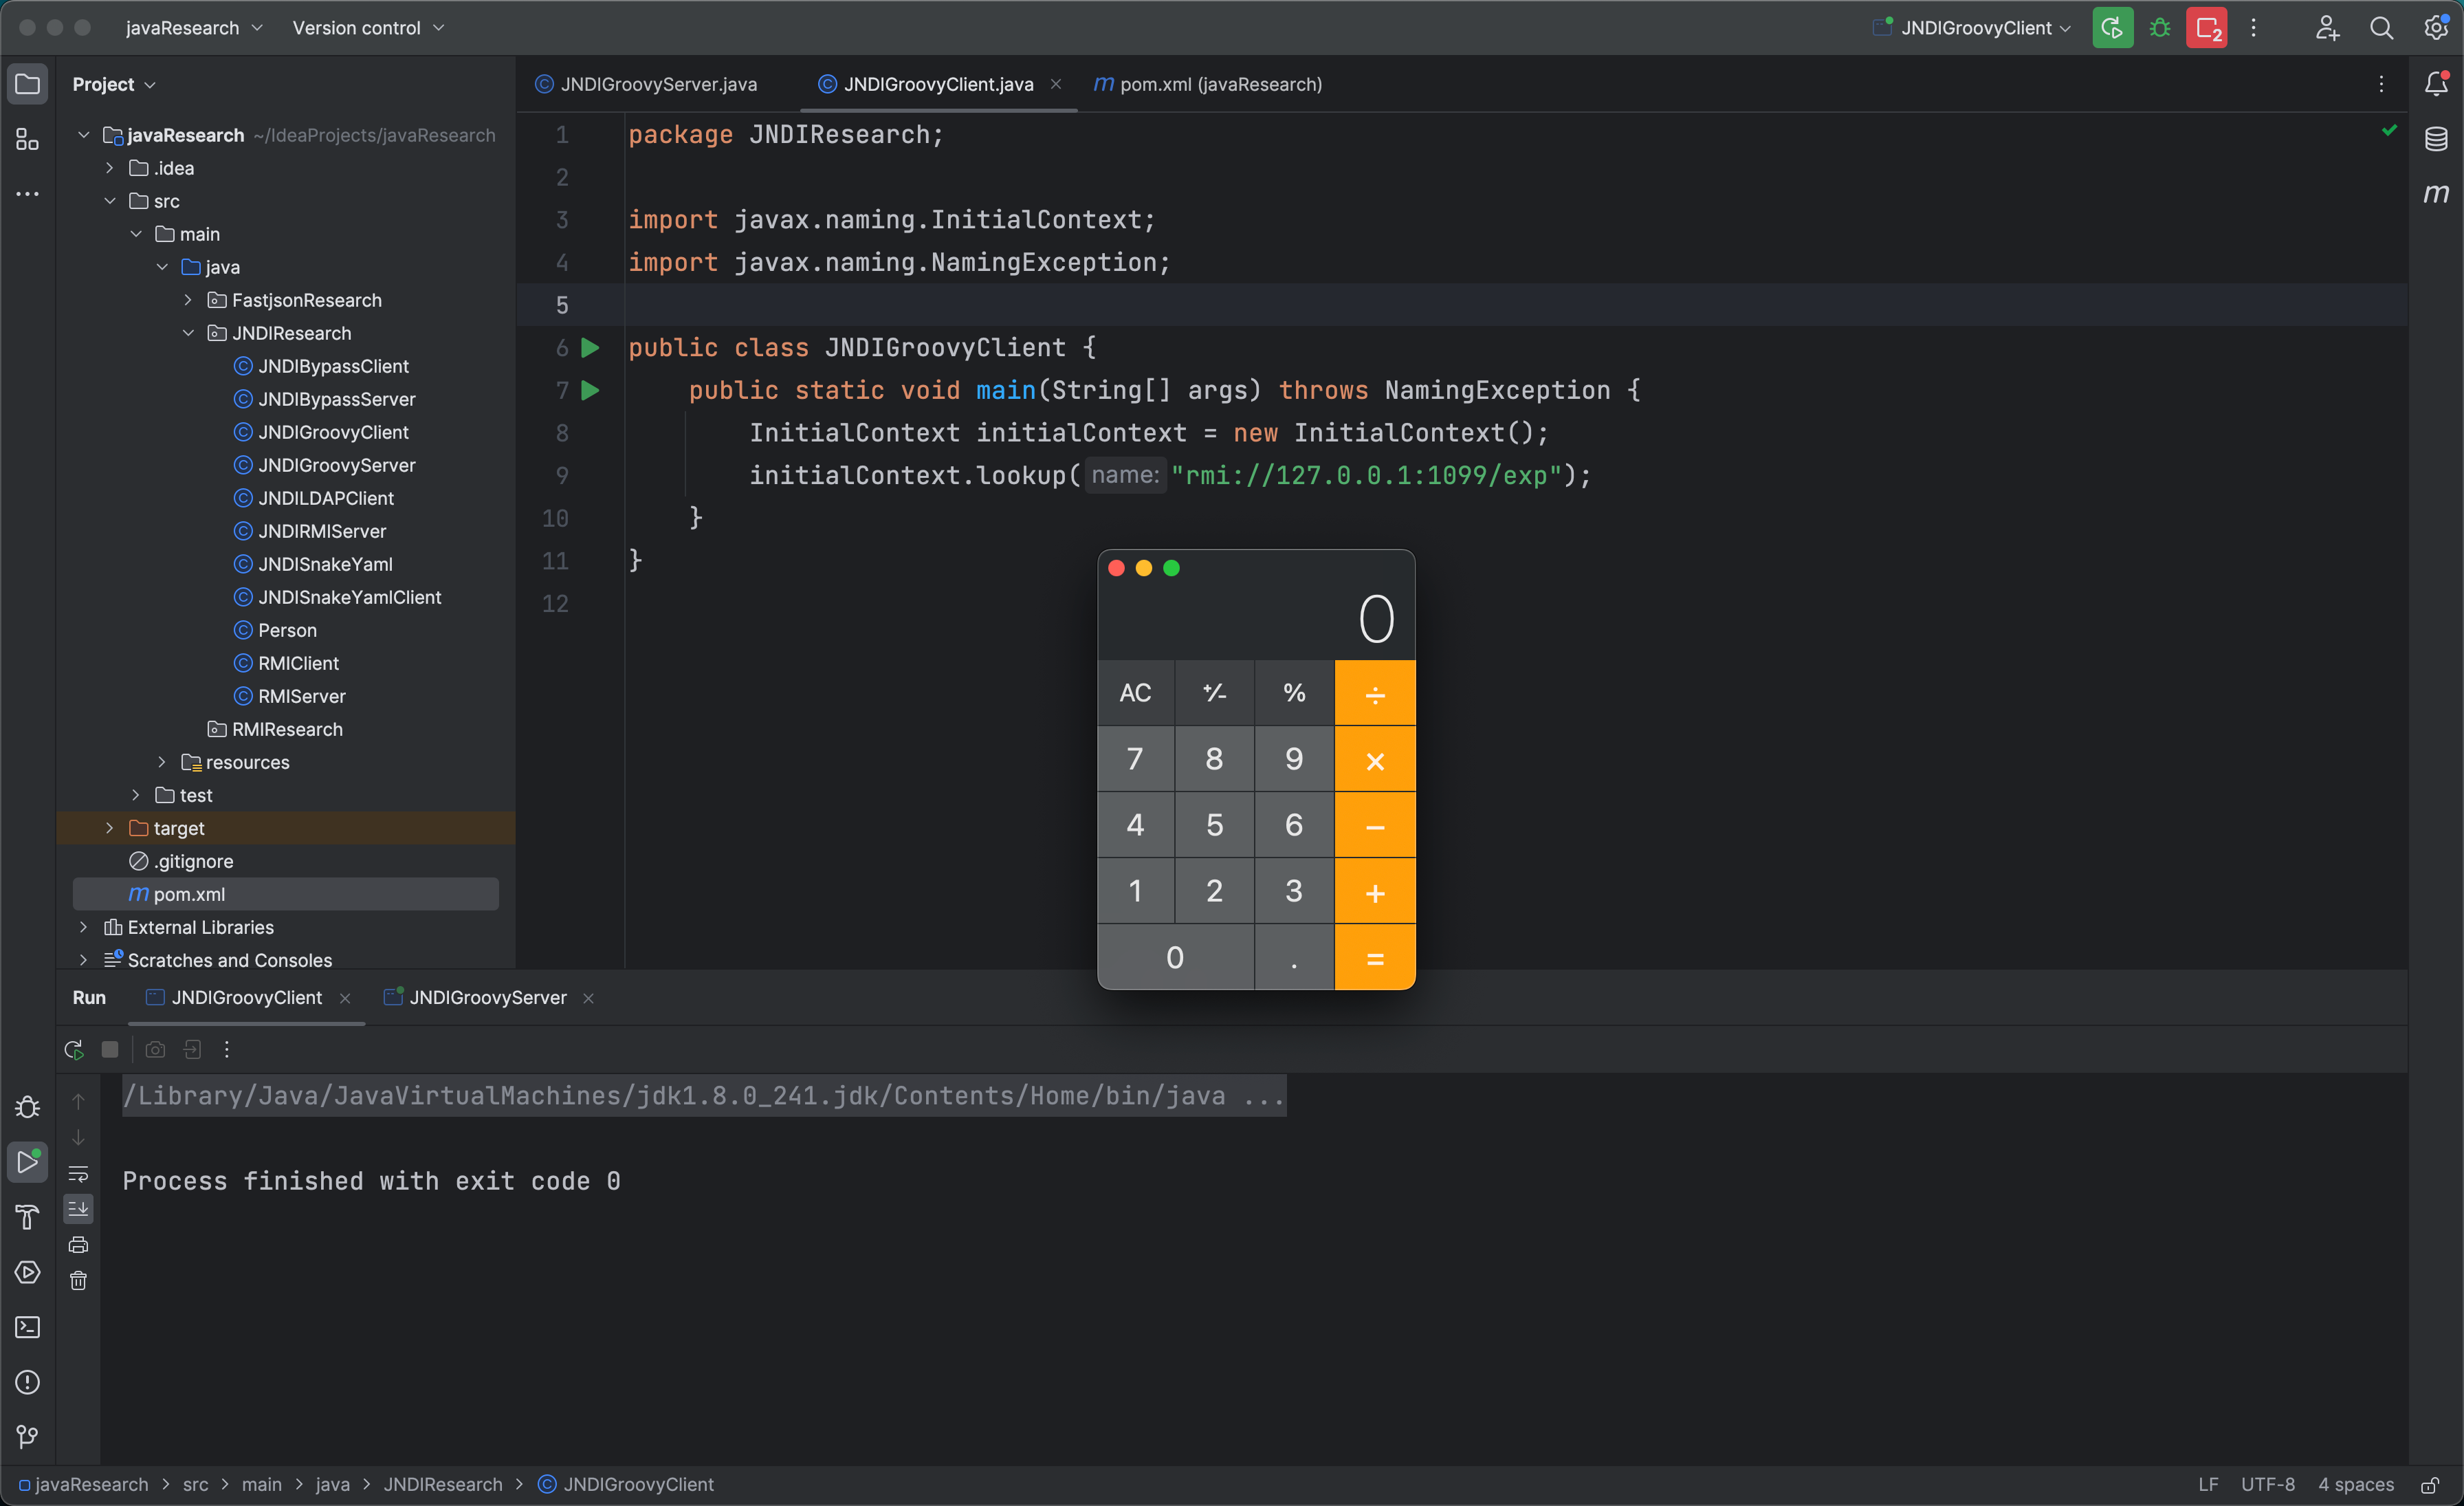 javaResearch Version control JNDIGroovyClient 2
Project
JNDIGroovyServer.java JNDIGroovyClient.java m pom.xml (javaResearch)
javaResearch ~/IdeaProjects/javaResearch
.idea
src
main
java
FastjsonResearch
JNDIResearch
JNDIBypassClient
JNDIBypassServer
JNDIGroovyClient
JNDIGroovyServer
JNDILDAPClient
JNDIRMIServer
JNDISnakeYaml
JNDISnakeYamlClient
Person
RMIClient
RMIServer
RMIResearch
resources
test
target
.gitignore
m pom.xml
External Libraries
Scratches and Consoles
1 package JNDIResearch;
2
3 import javax.naming.InitialContext;
4 import javax.naming.NamingException;
5
6 public class JNDIGroovyClient {
7 public static void main(String[] args) throws NamingException {
8 InitialContext initialContext = new InitialContext();
9 initialContext.lookup( name: "rmi://127.0.0.1:1099/exp");
10 }
11 }
12
m
0
AC +/- % ÷
7 8 9 ×
4 5 6 −
1 2 3 +
0 . =
Run JNDIGroovyClient JNDIGroovyServer
/Library/Java/JavaVirtualMachines/jdk1.8.0_241.jdk/Contents/Home/bin/java ...
Process finished with exit code 0
javaResearch > src > main > java > JNDIResearch > JNDIGroovyClient LF UTF-8 4 spaces